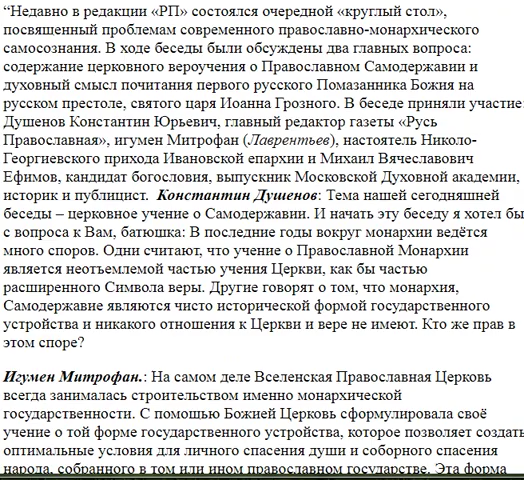 “Недавно в редакции «РП» состоялся очередной «круглый стол»,
посвященный проблемам современного православно-монархического
самосознания. В ходе беседы были обсуждены два главных вопроса:
содержание церковного вероучения о Православном Самодержавии и
духовный смысл почитания первого русского Помазанника Божия на
русском престоле, святого царя Иоанна Грозного. В беседе приняли участие:
Душенов Константин Юрьевич, главный редактор газеты «Русь
Православная», игумен Митрофан (Лаврентьев), настоятель Николо-
Георгиевского прихода Ивановской епархии и Михаил Вячеславович
Ефимов, кандидат богословия, выпускник Московской Духовной академии,
историк и публицист. Константин Душенов: Тема нашей сегодняшней
беседы – церковное учение о Самодержавии. И начать эту беседу я хотел бы
с вопроса к Вам, батюшка: В последние годы вокруг монархии ведётся
много споров. Одни считают, что учение о Православной Монархии
является неотъемлемой частью учения Церкви, как бы частью
расширенного Символа веры. Другие говорят о том, что монархия,
Самодержавие являются чисто исторической формой государственного
устройства и никакого отношения к Церкви и вере не имеют. Кто же прав в
этом споре?
Игумен Митрофан.: На самом деле Вселенская Православная Церковь
всегда занималась строительством именно монархической
государственности. С помощью Божией Церковь сформулировала своё
учение о той форме государственного устройства, которое позволяет создать
оптимальные условия для личного спасения души и соборного спасения
народа, собранного в том или ином православном государстве. Эта форма